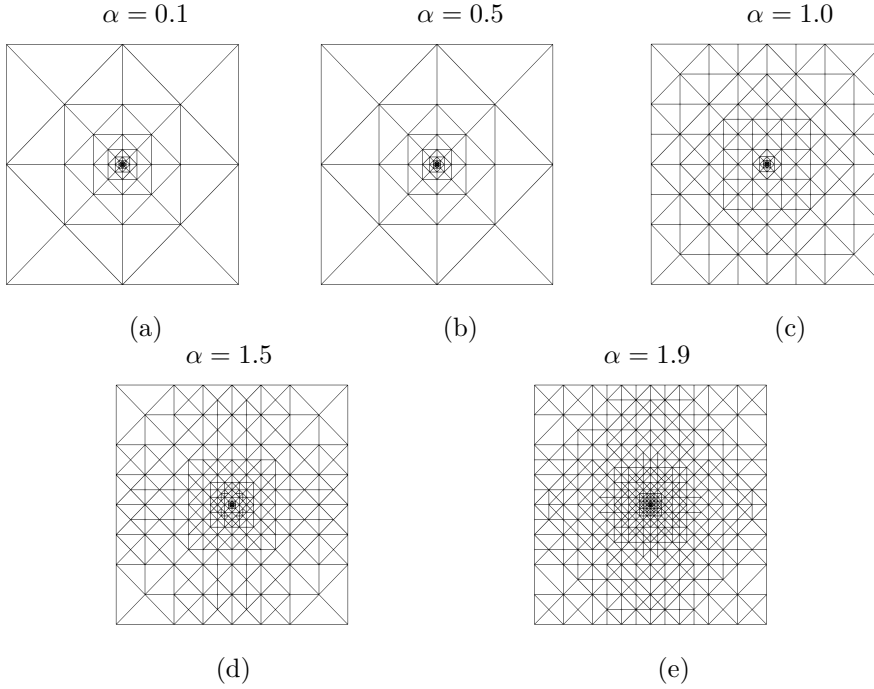 α = 0.1
α = 0.5
α = 1.0
(a)
(b)
(c)
α = 1.5
α = 1.9
(d)
(e)